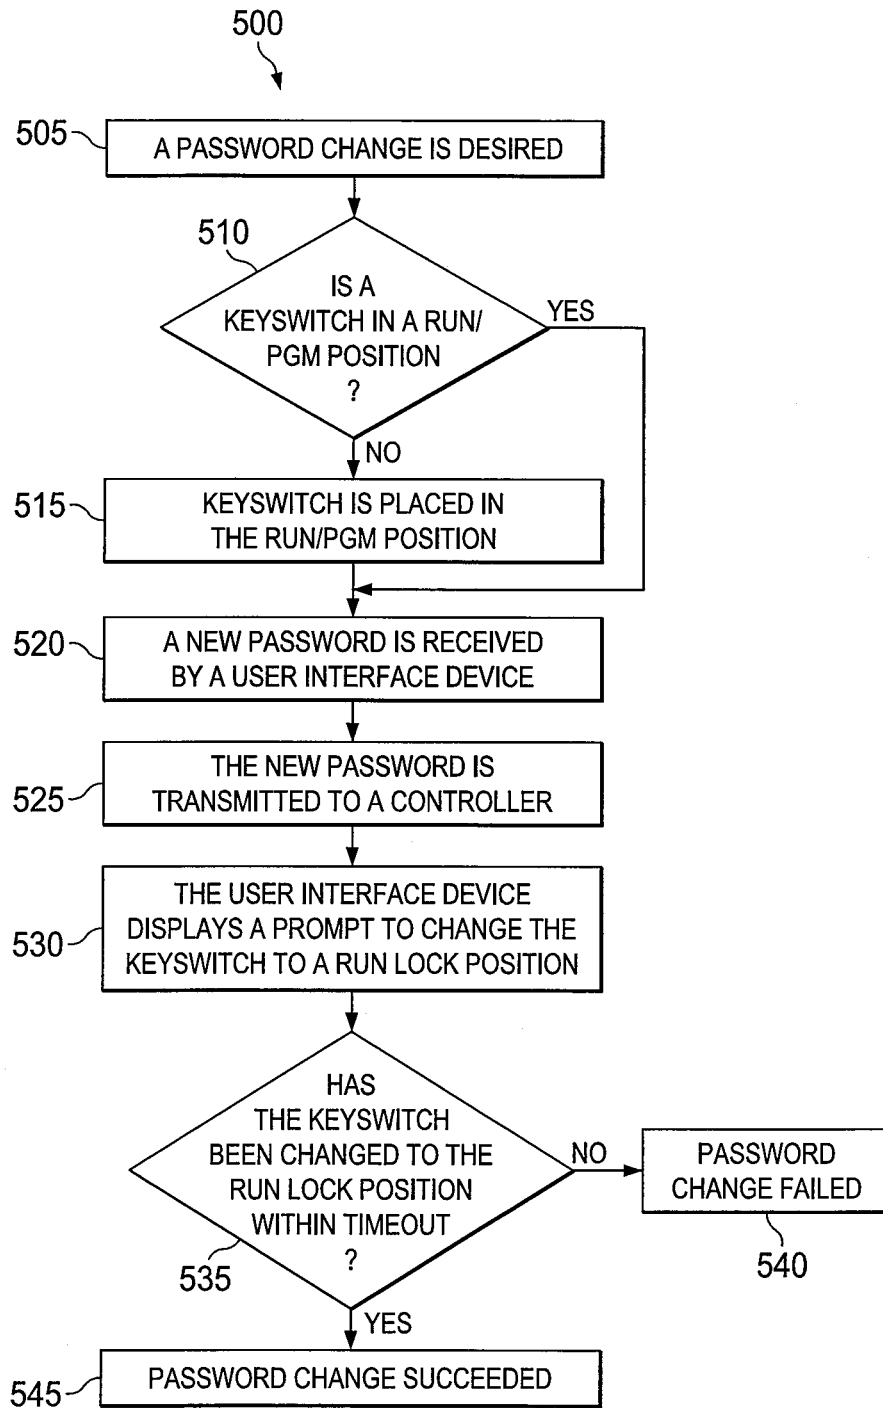 500
505
A PASSWORD CHANGE IS DESIRED
510
IS A
KEYSWITCH IN A RUN/
PGM POSITION
?
YES
NO
515
KEYSWITCH IS PLACED IN
THE RUN/PGM POSITION
520
A NEW PASSWORD IS RECEIVED
BY A USER INTERFACE DEVICE
525
THE NEW PASSWORD IS
TRANSMITTED TO A CONTROLLER
530
THE USER INTERFACE DEVICE
DISPLAYS A PROMPT TO CHANGE THE
KEYSWITCH TO A RUN LOCK POSITION
HAS
THE KEYSWITCH
BEEN CHANGED TO THE
RUN LOCK POSITION
WITHIN TIMEOUT
?
535
NO
PASSWORD
CHANGE FAILED
540
YES
545
PASSWORD CHANGE SUCCEEDED